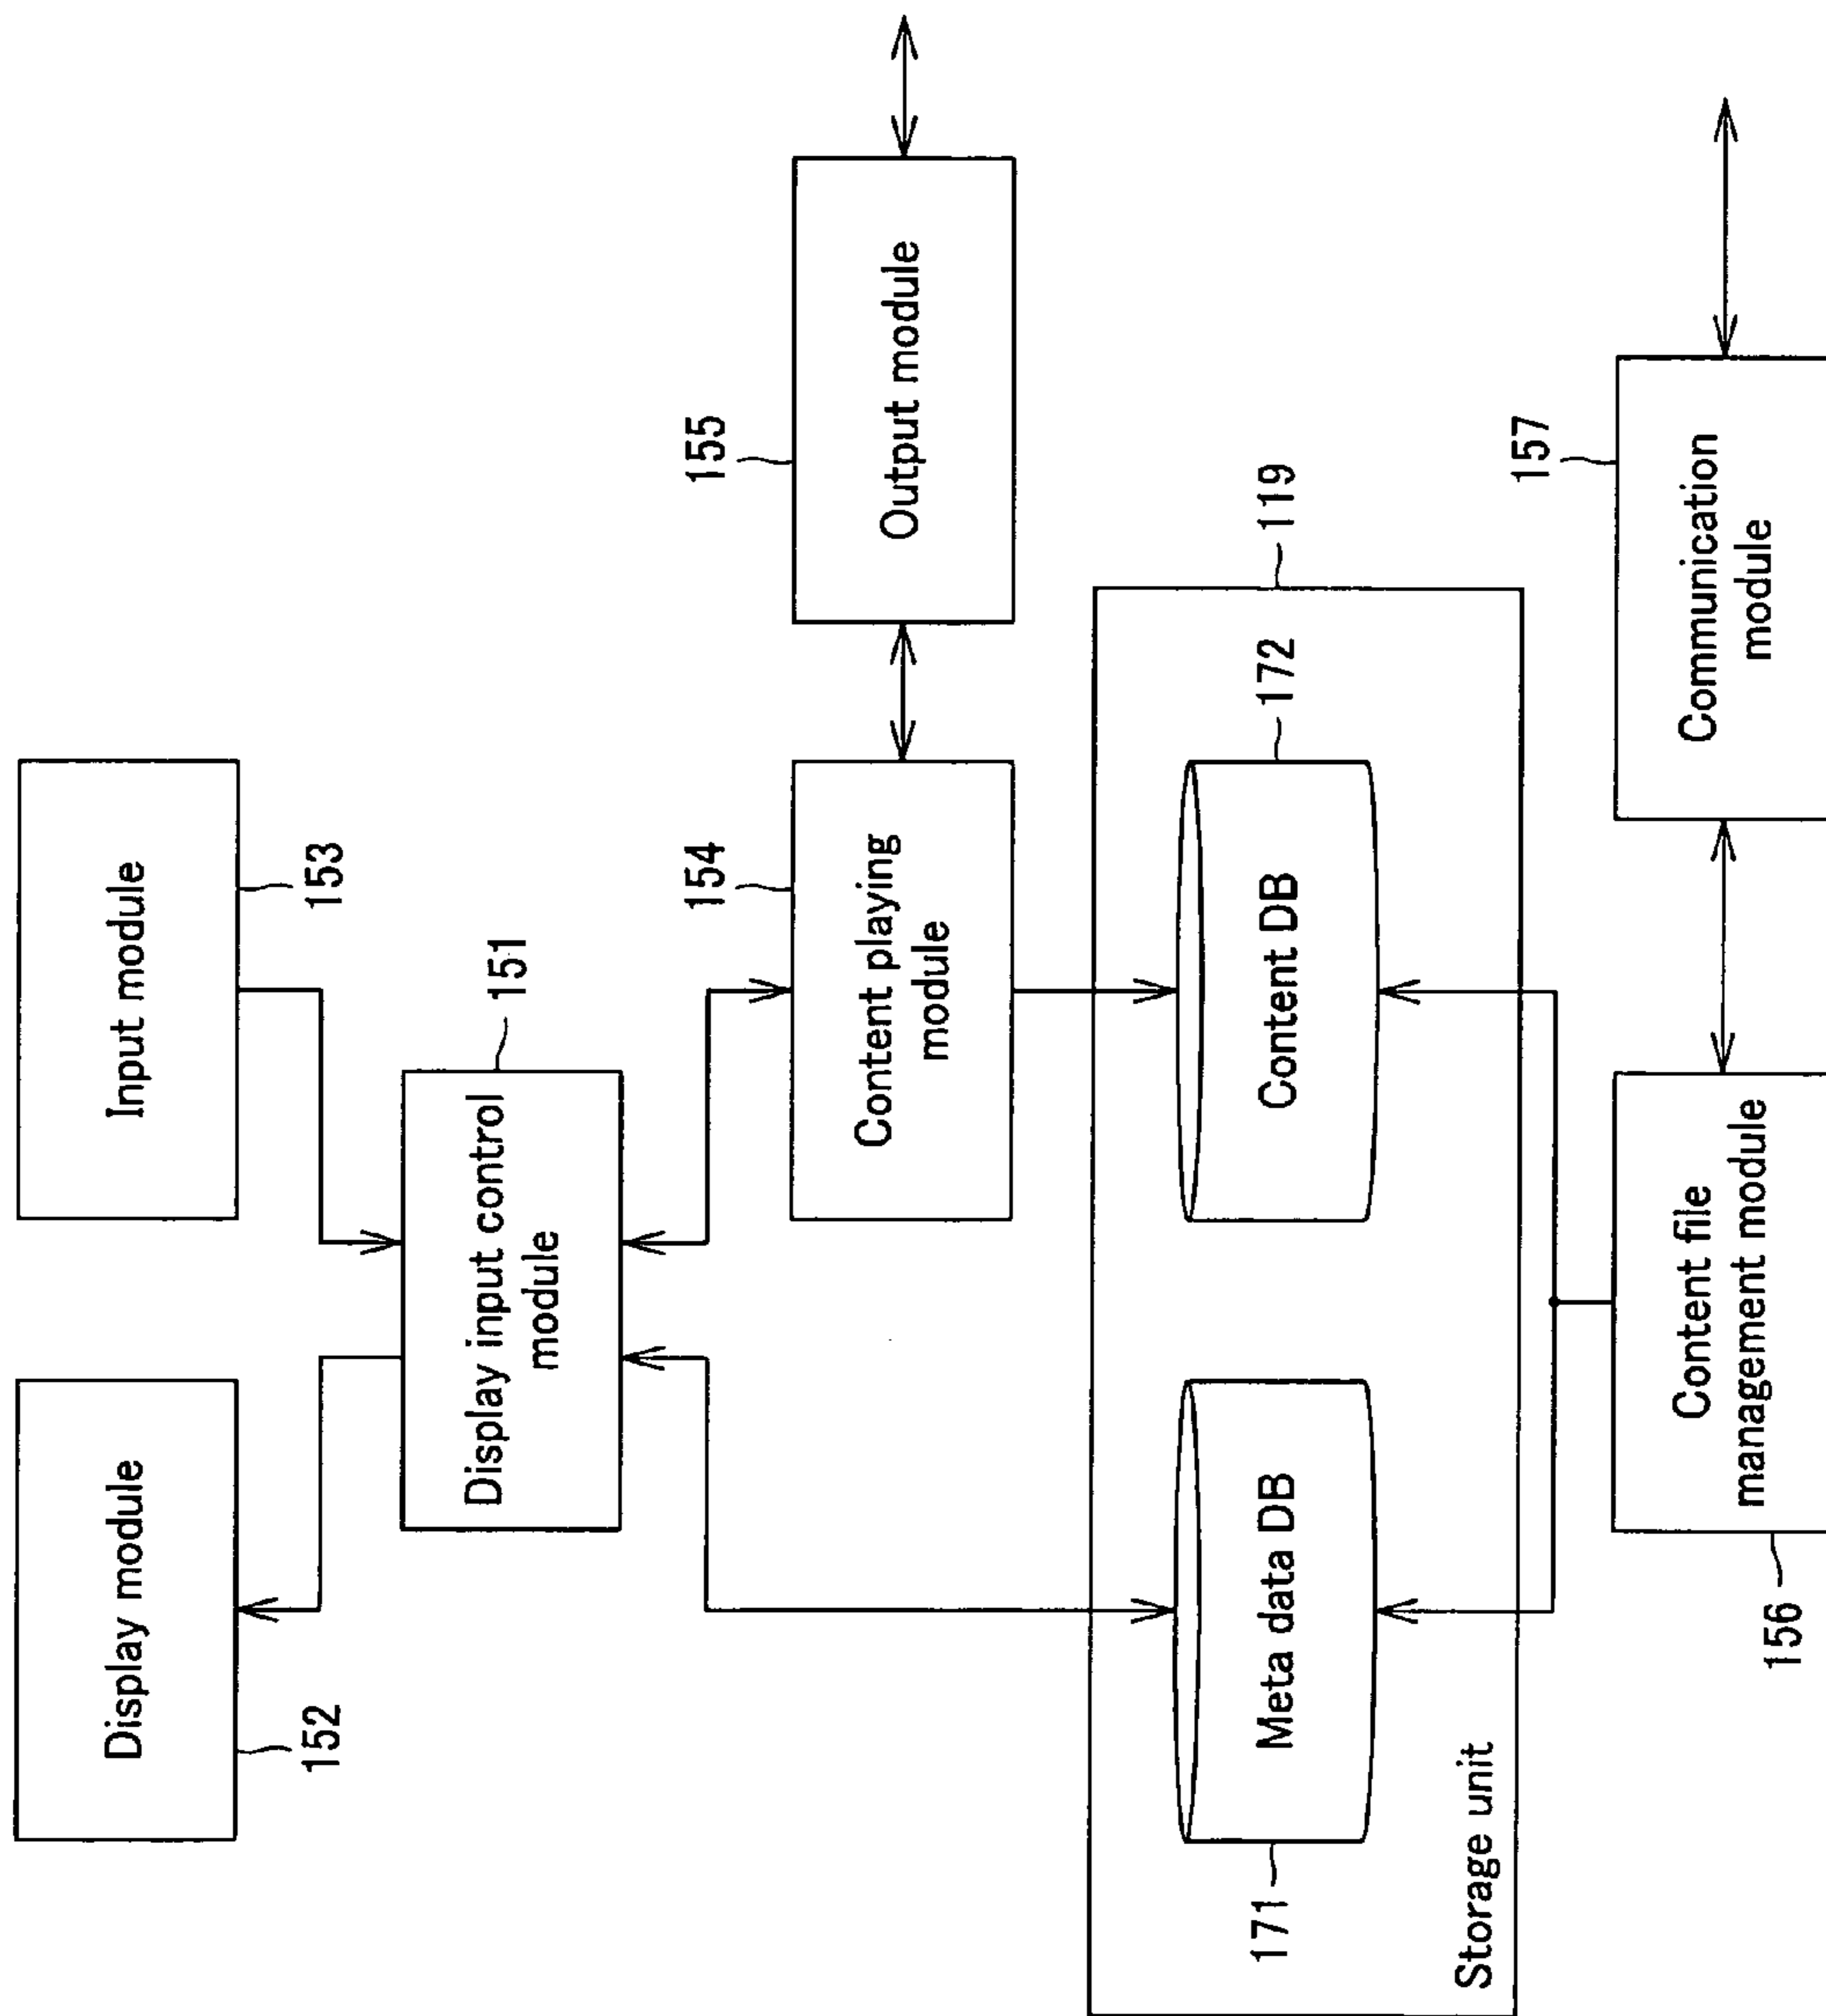 Display module
152
Input module
153
Display input control
module
151
Content playing
module
154
Output module
155
Storage unit
119
Meta data DB
171
Content DB
172
Content file
management module
156
Communication
module
157